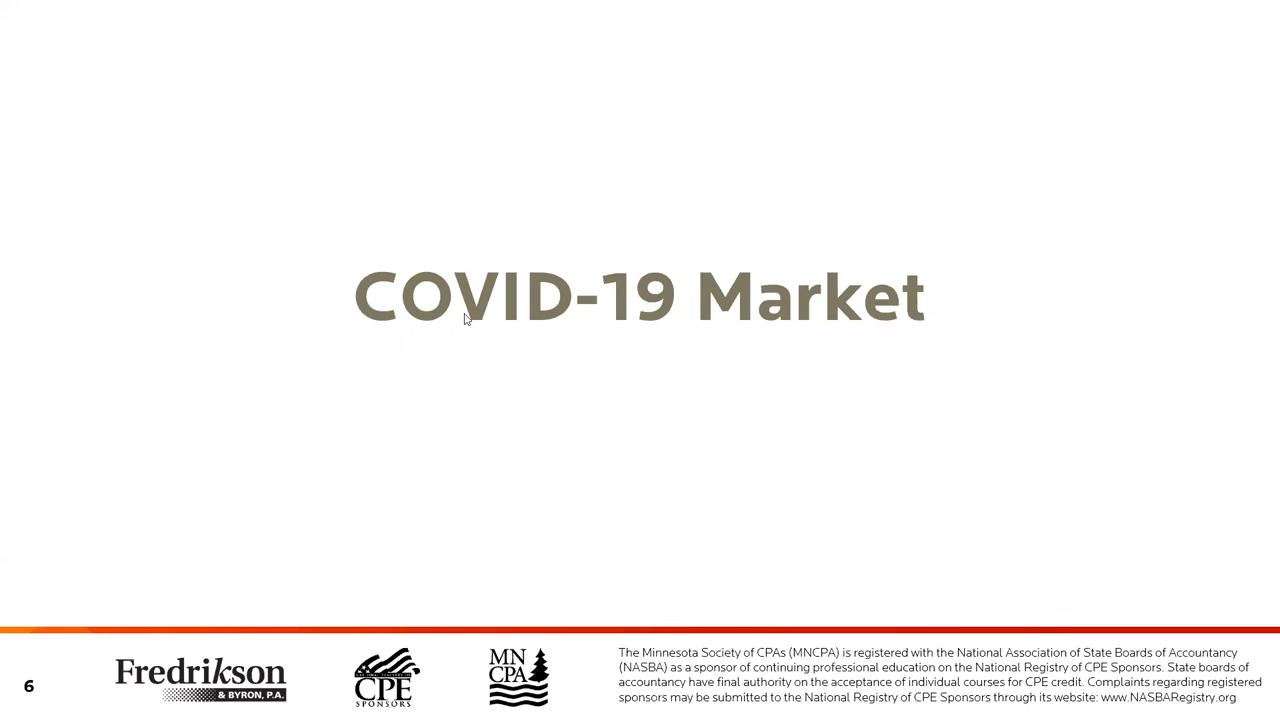 COVID-19 Market
6
Fredrikson
& BYRON, P.A.
CPE
SPONSORS
MN
CPA
The Minnesota Society of CPAs (MNCPA) is registered with the National Association of State Boards of Accountancy
(NASBA) as a sponsor of continuing professional education on the National Registry of CPE Sponsors. State boards of
accountancy have final authority on the acceptance of individual courses for CPE credit. Complaints regarding registered
sponsors may be submitted to the National Registry of CPE Sponsors through its website: www.NASBARegistry.org